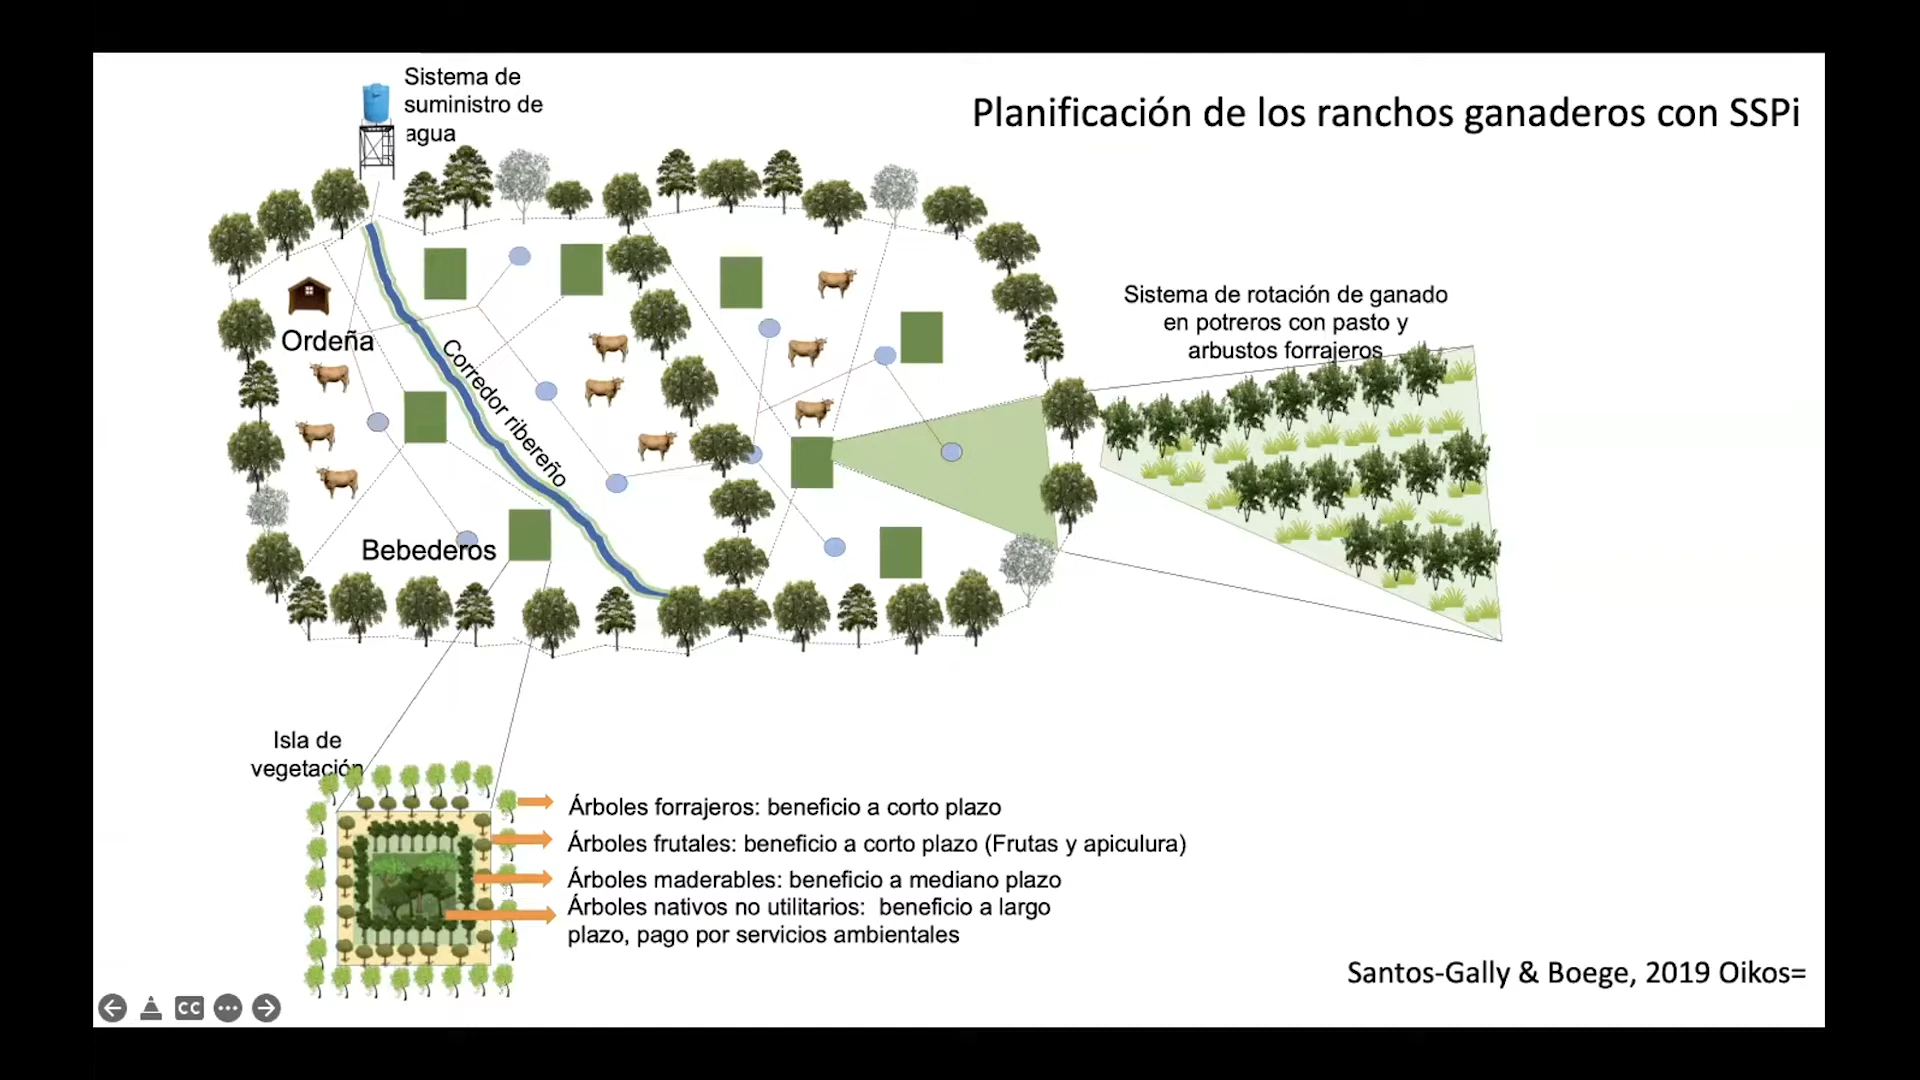 Sistema de
suministro de
agua
Planificación de los ranchos ganaderos con SSPi
Sistema de rotación de ganado
en potreros con pasto y
arbustos forrajeros
Ordeña
Corredor ribereño
Bebederos
Isla de
vegetación
Árboles forrajeros: beneficio a corto plazo
Árboles frutales: beneficio a corto plazo (Frutas y apicultura)
Árboles maderables: beneficio a mediano plazo
Árboles nativos no utilitarios:  beneficio a largo
plazo, pago por servicios ambientales
Santos-Gally & Boege, 2019 Oikos=
CC